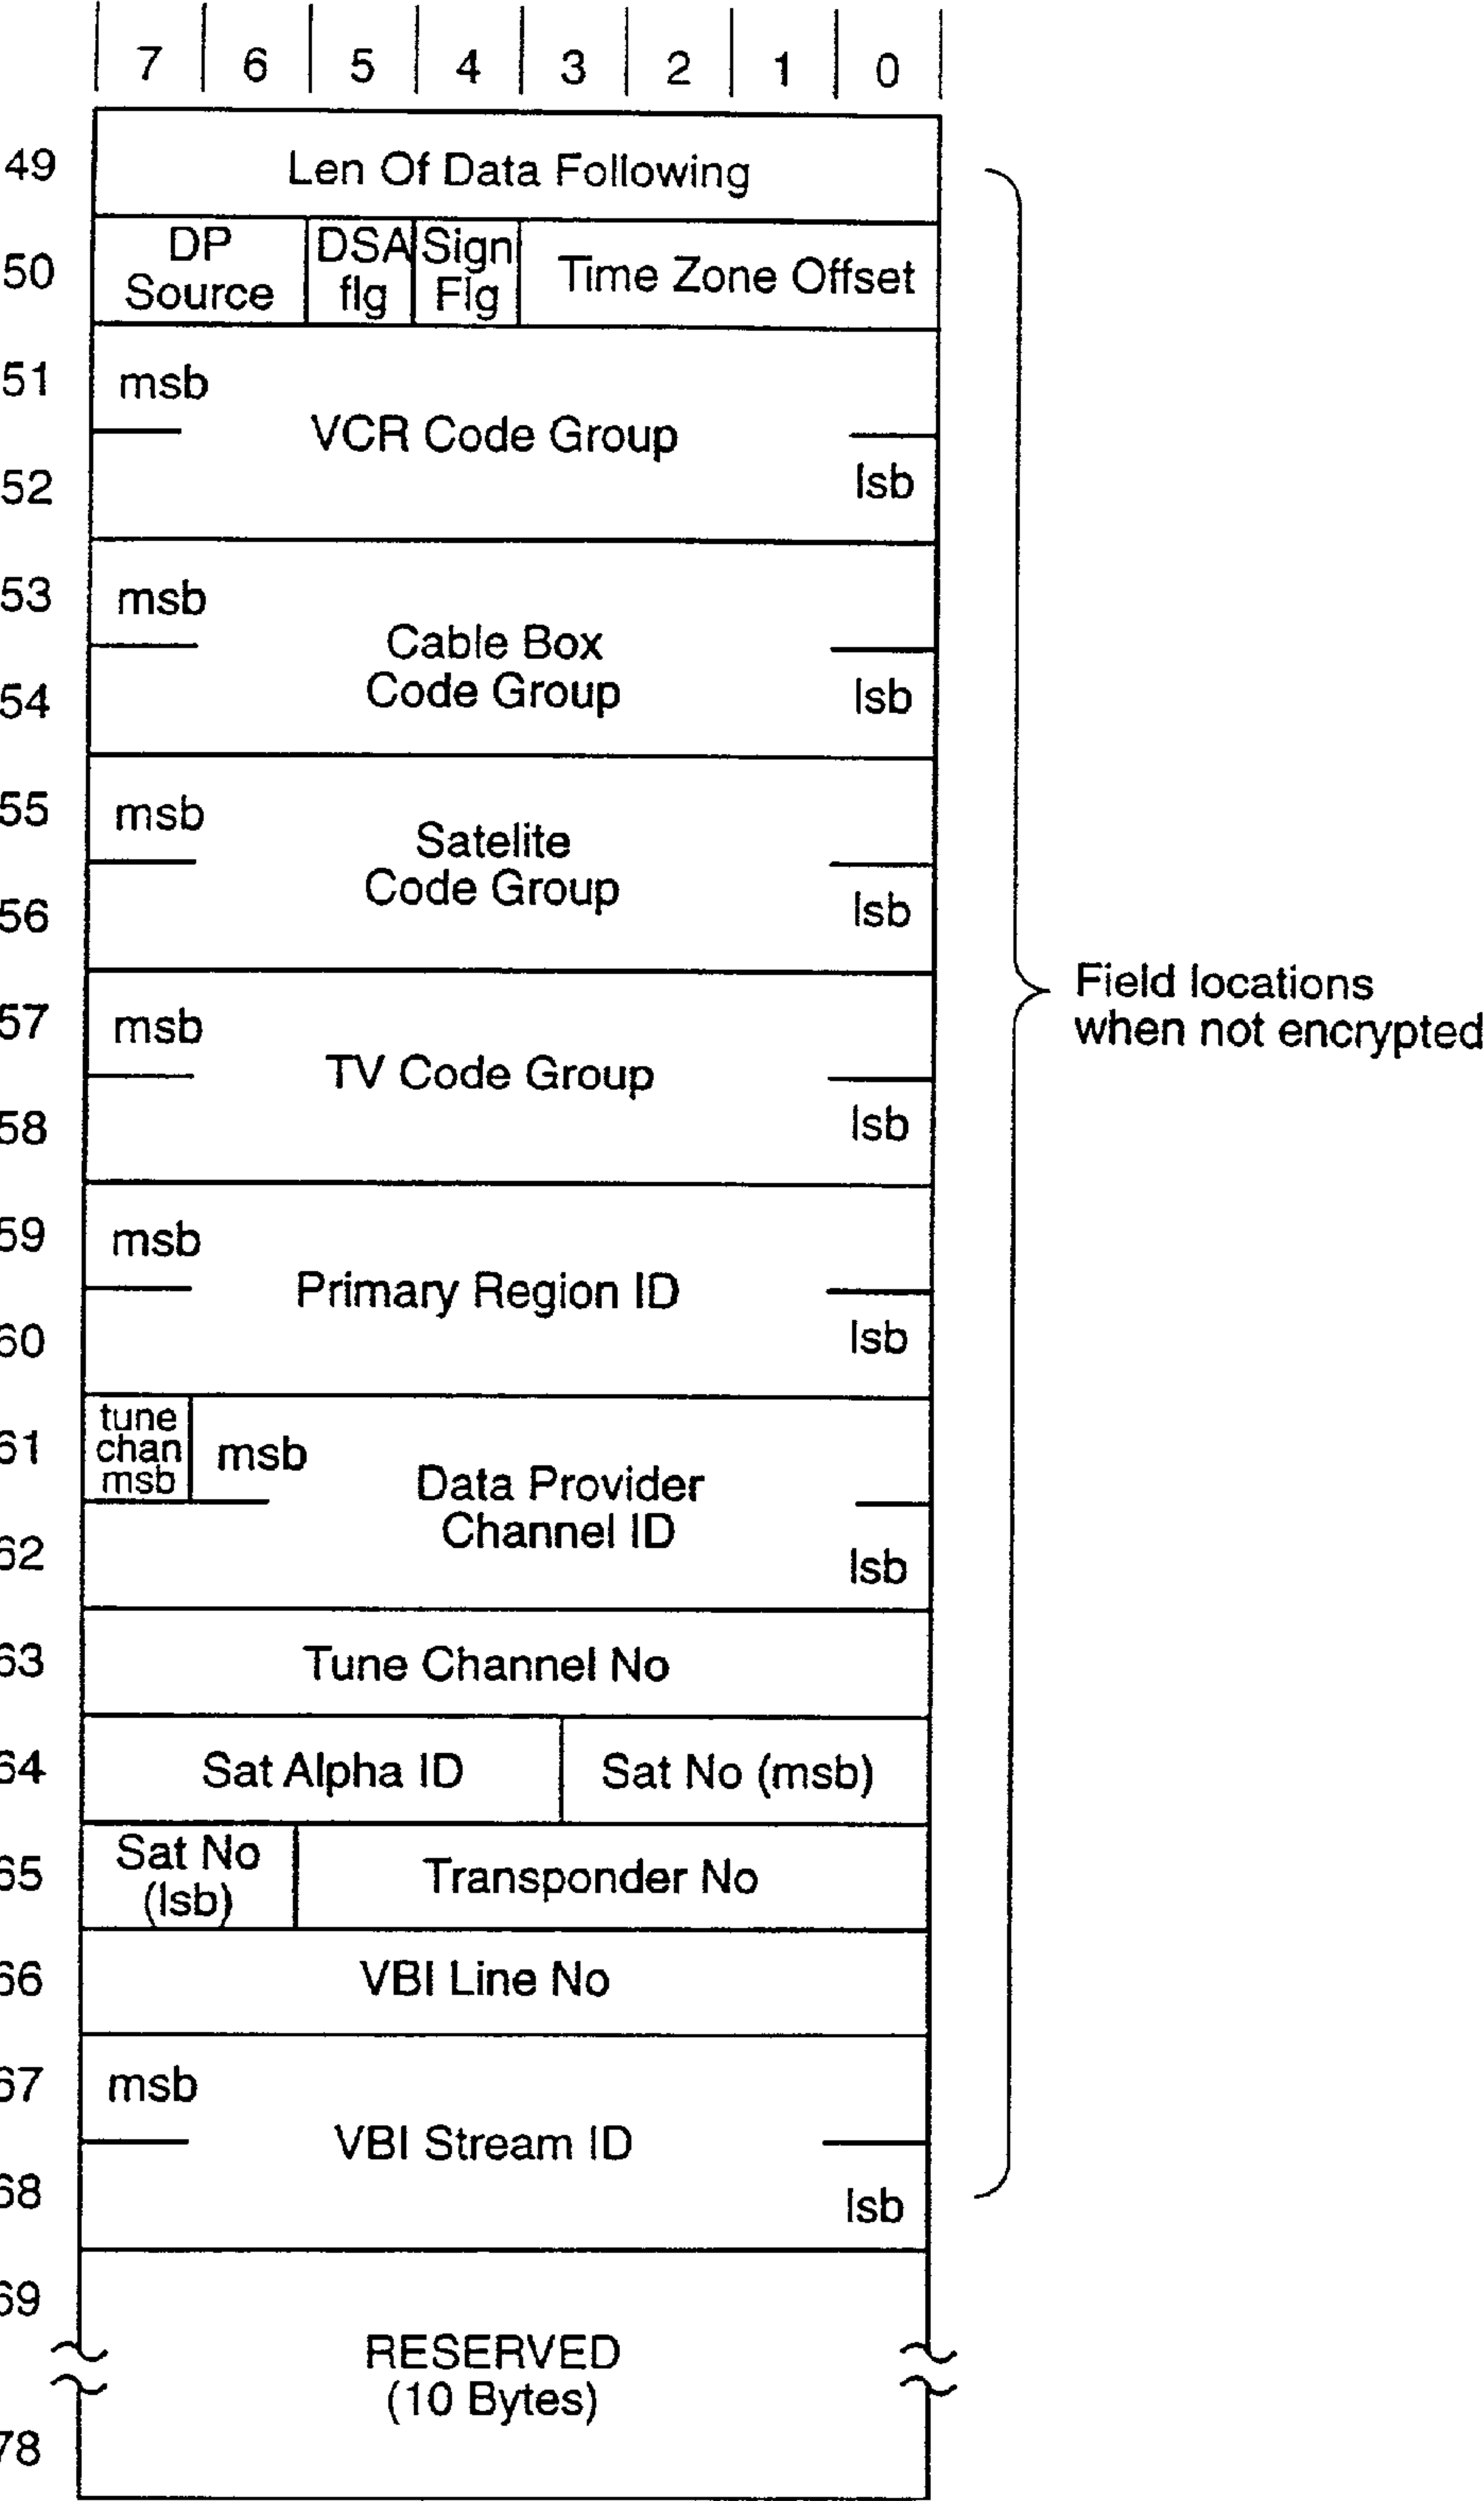 7 6 5 4 3 2 1 0
49 Len Of Data Following
50 DP Source DSA flg Sign Flg Time Zone Offset
51 msb
VCR Code Group
52 lsb
53 msb
Cable Box
54 Code Group lsb
55 msb
Satelite
Code Group
56 lsb
57 msb
TV Code Group
58 lsb
59 msb
Primary Region ID
60 lsb
61 tune chan msb msb
Data Provider
Channel ID
62 lsb
63 Tune Channel No
64 Sat Alpha ID Sat No (msb)
65 Sat No (lsb) Transponder No
66 VBI Line No
67 msb
VBI Stream ID
68 lsb
69
RESERVED
(10 Bytes)
78
Field locations
when not encrypted